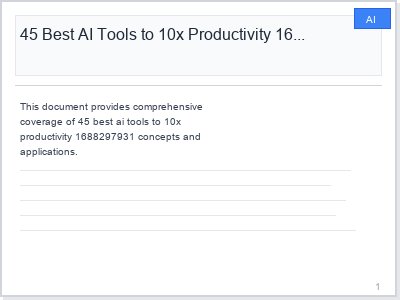 AI
45 Best AI Tools to 10x Productivity 16...
This document provides comprehensive
coverage of 45 best ai tools to 10x
productivity 1688297931 concepts and
applications.
1